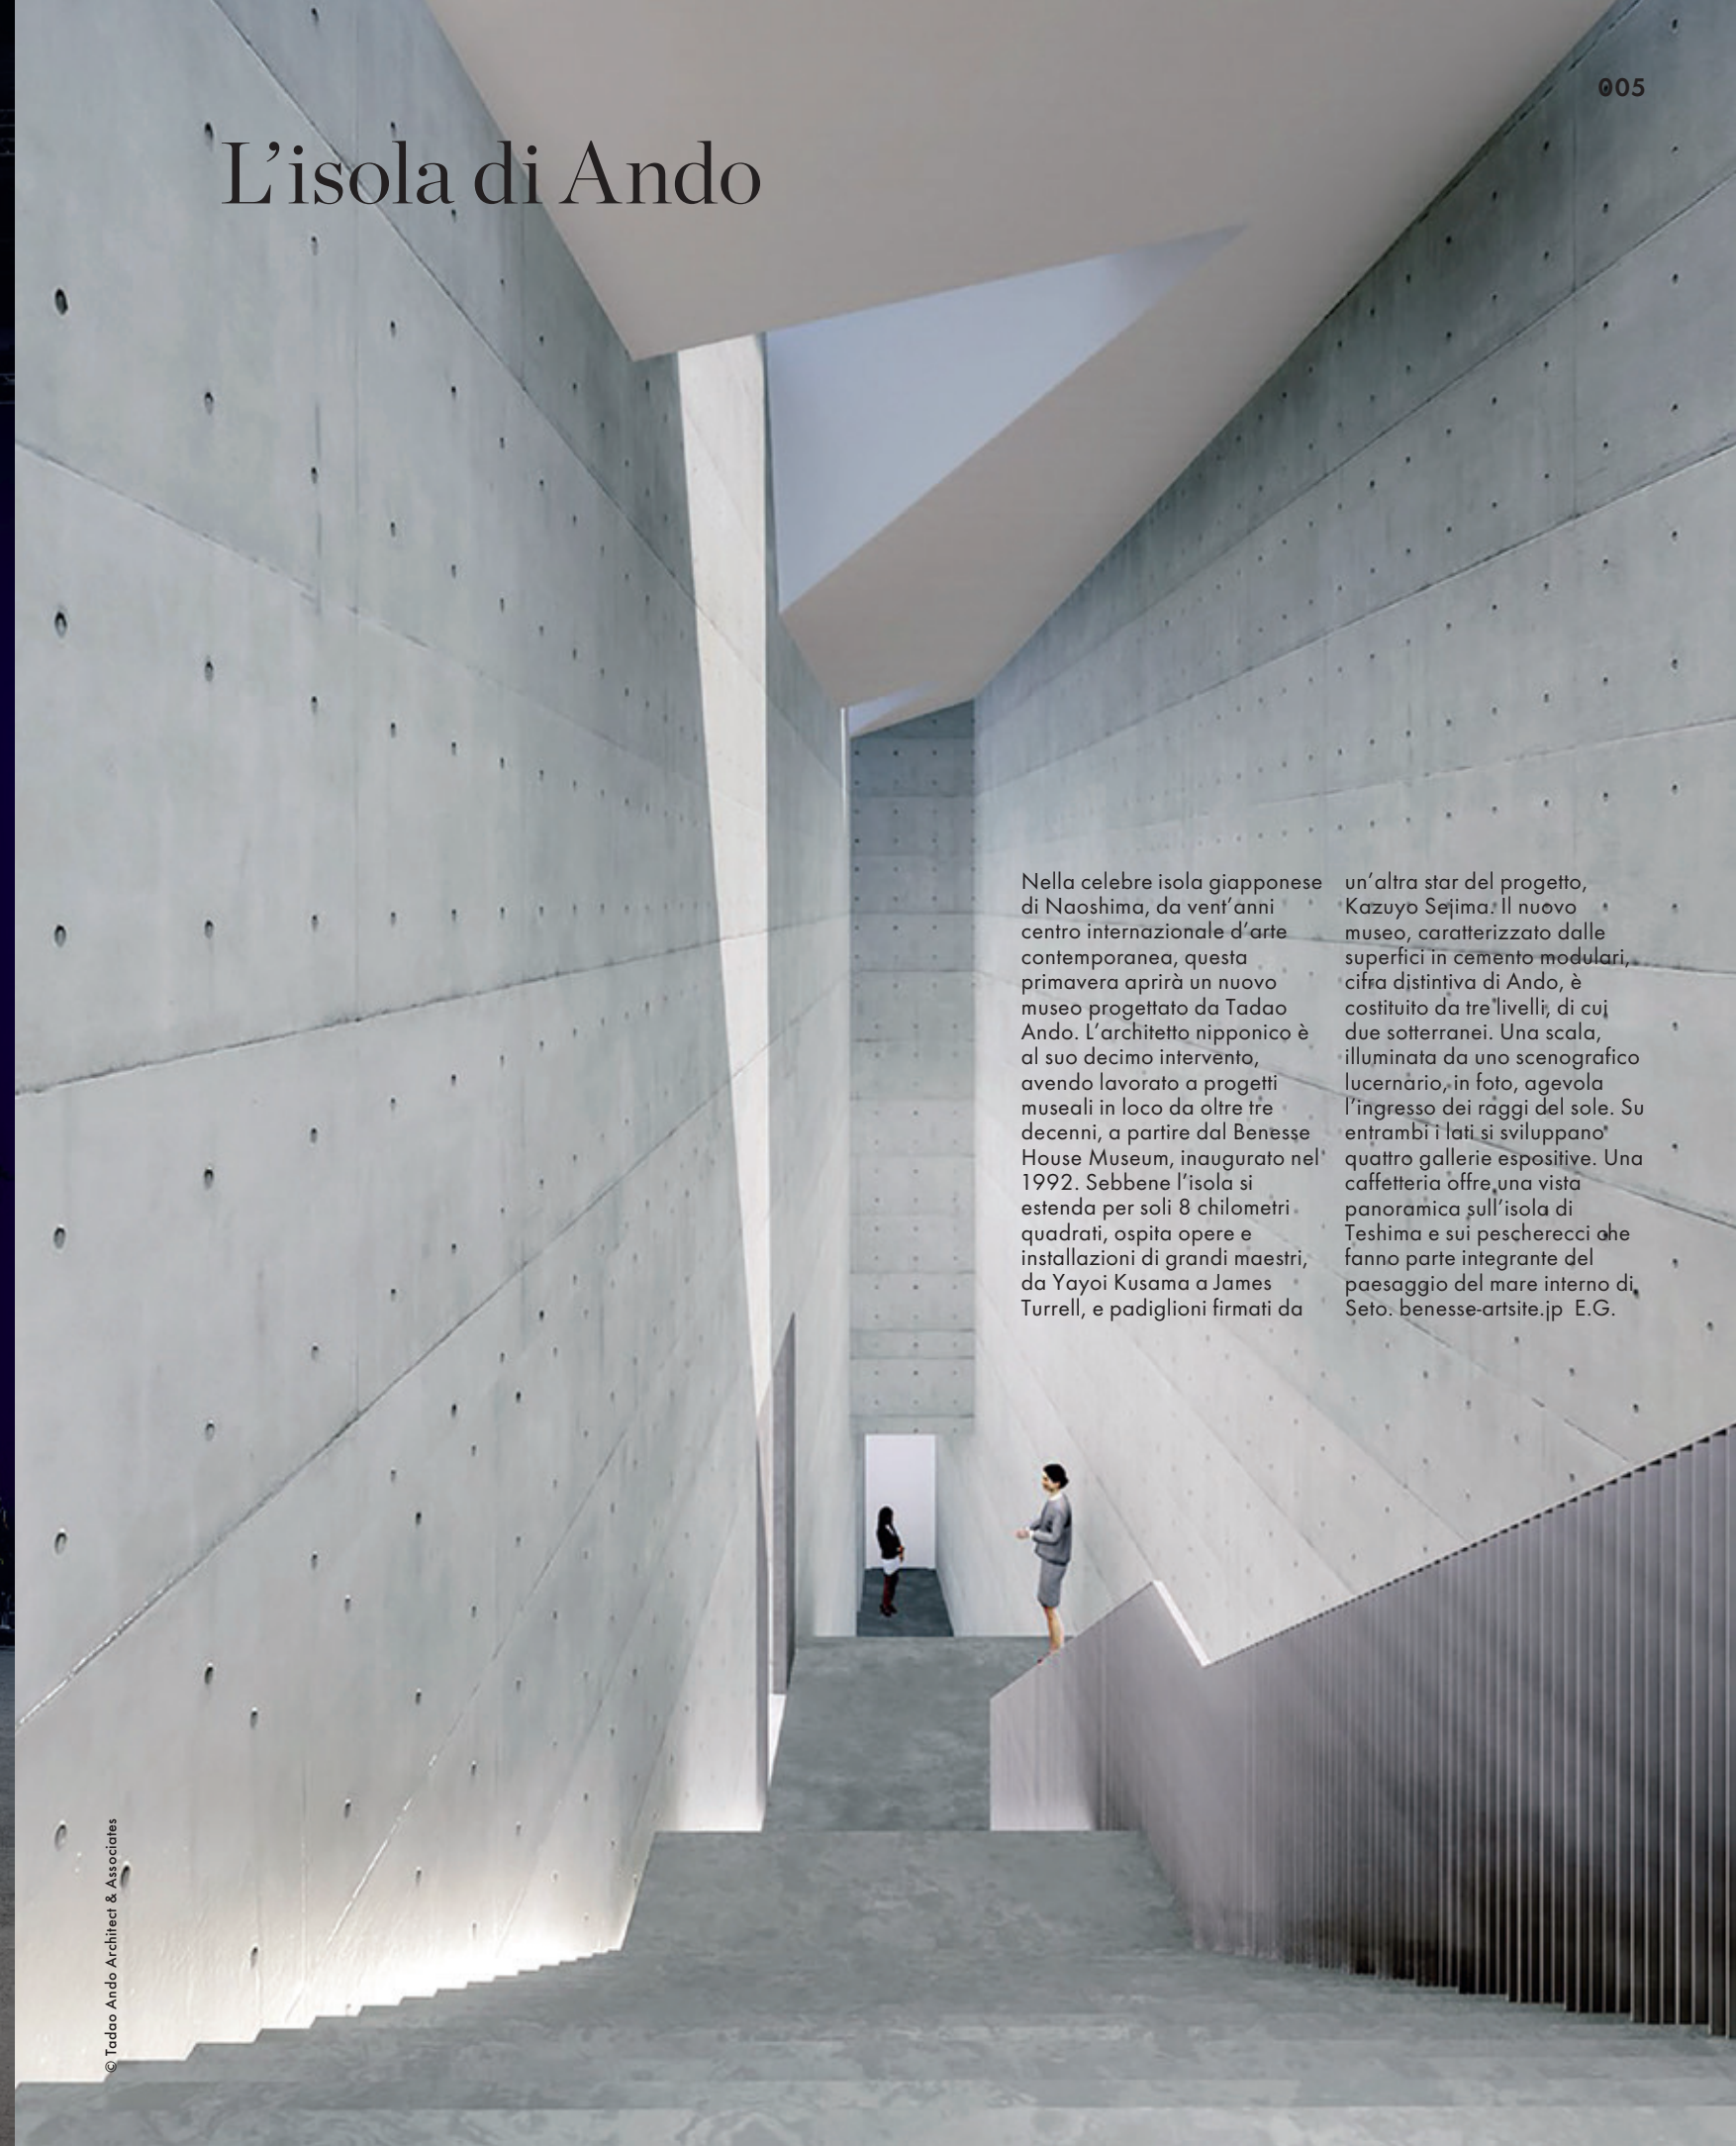 005
L’isola di Ando
Nella celebre isola giapponese
di Naoshima, da vent’anni
centro internazionale d’arte
contemporanea, questa
primavera aprirà un nuovo
museo progettato da Tadao
Ando. L’architetto nipponico è
al suo decimo intervento,
avendo lavorato a progetti
museali in loco da oltre tre
decenni, a partire dal Benesse
House Museum, inaugurato nel
1992. Sebbene l’isola si
estenda per soli 8 chilometri
quadrati, ospita opere e
installazioni di grandi maestri,
da Yayoi Kusama a James
Turrell, e padiglioni firmati da
un’altra star del progetto,
Kazuyo Sejima. Il nuovo
museo, caratterizzato dalle
superfici in cemento modulari,
cifra distintiva di Ando, è
costituito da tre livelli, di cui
due sotterranei. Una scala,
illuminata da uno scenografico
lucernario, in foto, agevola
l’ingresso dei raggi del sole. Su
entrambi i lati si sviluppano
quattro gallerie espositive. Una
caffetteria offre una vista
panoramica sull’isola di
Teshima e sui pescherecci che
fanno parte integrante del
paesaggio del mare interno di
Seto. benesse-artsite.jp E.G.
© Tadao Ando Architect & Associates